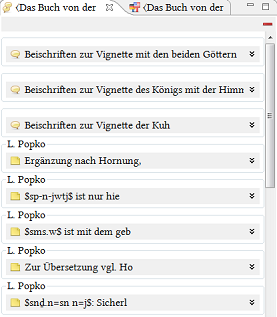 ⟨Das Buch von der
⟨Das Buch von der
Beischriften zur Vignette mit den beiden Göttern
Beischriften zur Vignette des Königs mit der Himm
Beischriften zur Vignette der Kuh
L. Popko
Ergänzung nach Hornung,
L. Popko
$sp-n-jwtj$ ist nur hie
L. Popko
$sms.w$ ist mit dem geb
L. Popko
Zur Übersetzung vgl. Ho
L. Popko
$snḏ.n=sn n=j$: Sicherl